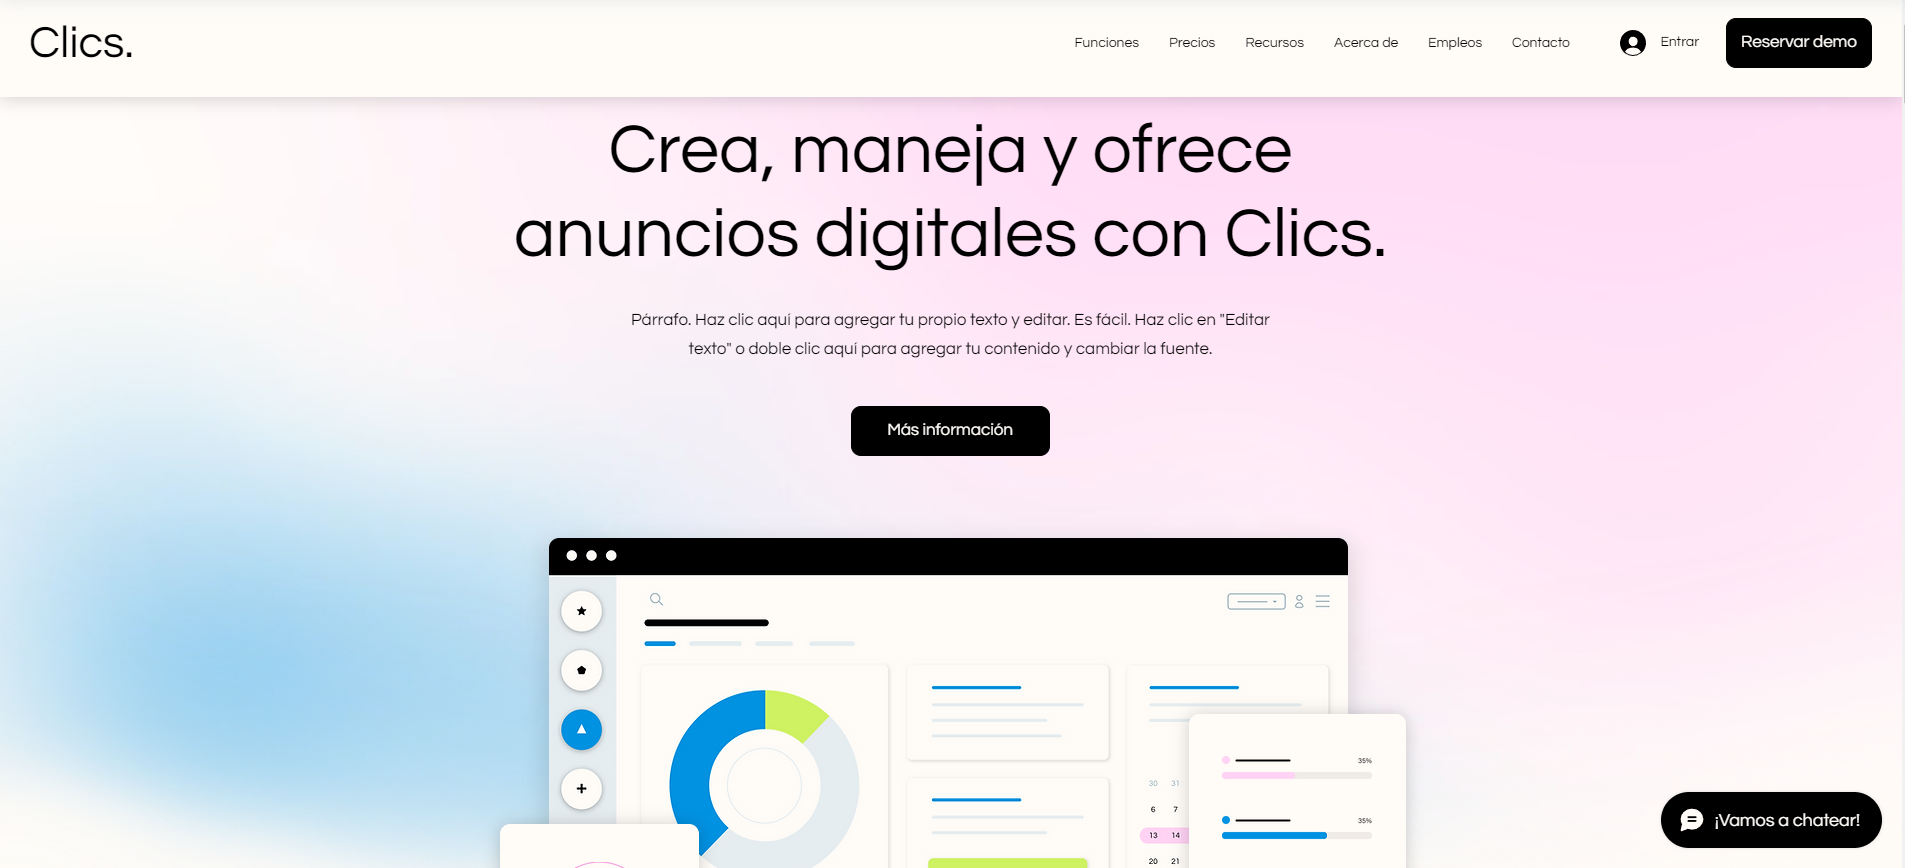 Clics.
Funciones
Precios
Recursos
Acerca de
Empleos
Contacto
Entrar
Reservar demo
Crea, maneja y ofrece
anuncios digitales con Clics.
Párrafo. Haz clic aquí para agregar tu propio texto y editar. Es fácil. Haz clic en "Editar
texto" o doble clic aquí para agregar tu contenido y cambiar la fuente.
Más información
35%
30 31
6 7
35%
13 14
20 21
¡Vamos a chatear!